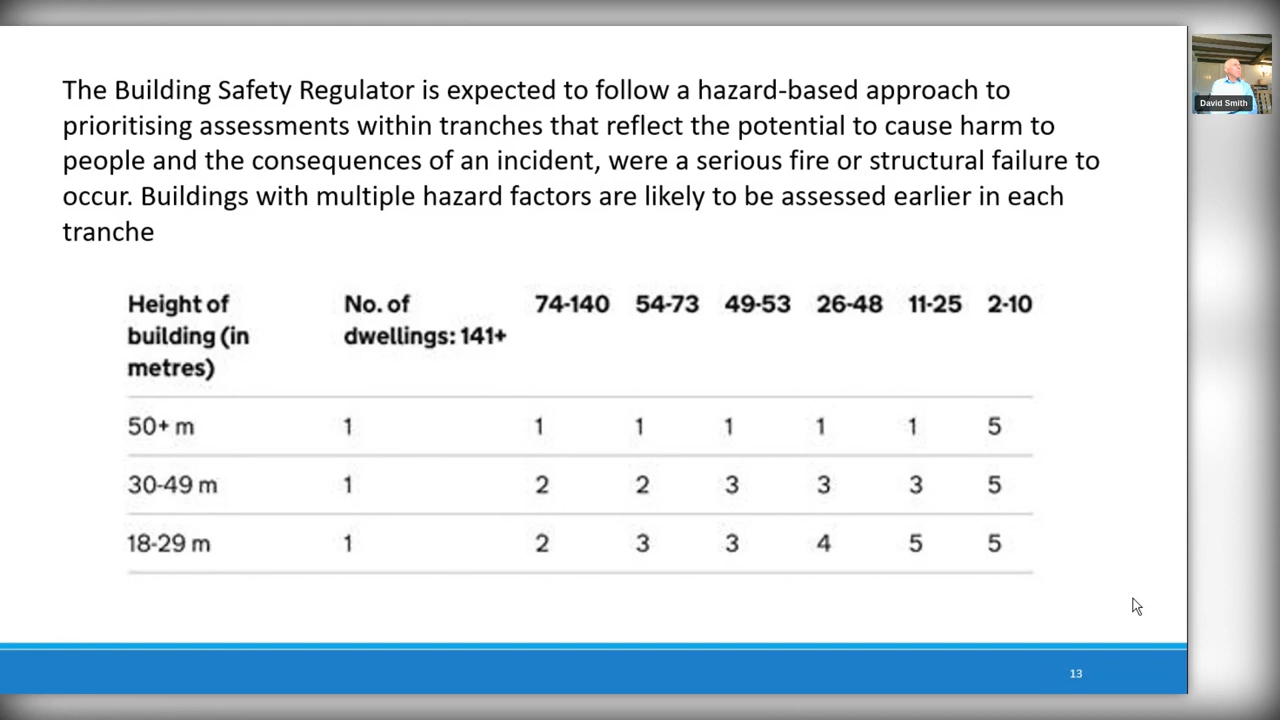 The Building Safety Regulator is expected to follow a hazard-based approach to
prioritising assessments within tranches that reflect the potential to cause harm to
people and the consequences of an incident, were a serious fire or structural failure to
occur. Buildings with multiple hazard factors are likely to be assessed earlier in each
tranche
Height of building (in metres) No. of dwellings: 141+ 74-140 54-73 49-53 26-48 11-25 2-10
50+ m 1 1 1 1 1 1 5
30-49 m 1 2 2 3 3 3 5
18-29 m 1 2 3 3 4 5 5
13
David Smith